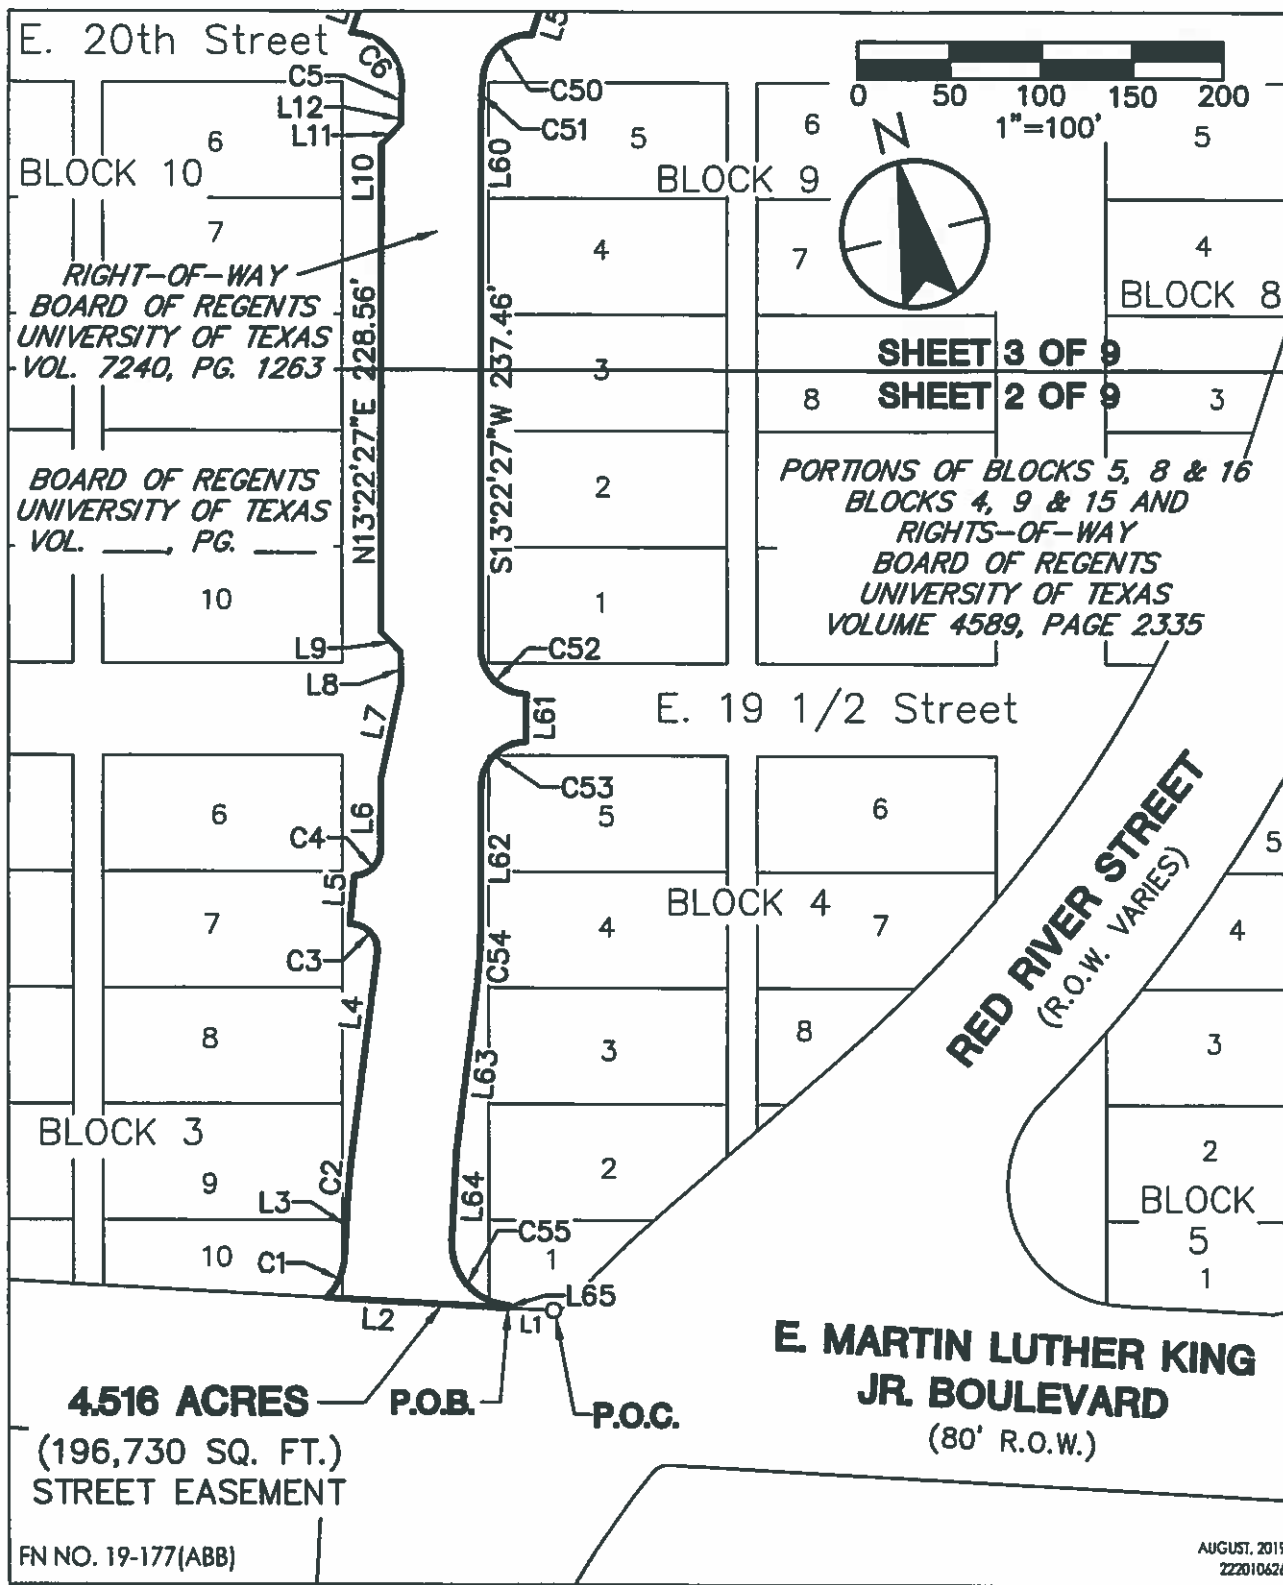 E. 20th Street
L
C6
L5
C5
C50
L12
C51
L11
0 50 100 150 200
1"=100'
N
6
BLOCK 10
L10
L60
5
BLOCK 9
6
5
7
4
7
4
BLOCK 8
RIGHT-OF-WAY
BOARD OF REGENTS
UNIVERSITY OF TEXAS
VOL. 7240, PG. 1263
N13°22'27"E 228.56'
S13°22'27"W 237.46'
3
SHEET 3 OF 9
SHEET 2 OF 9
8
3
BOARD OF REGENTS
UNIVERSITY OF TEXAS
VOL. ____, PG. ____
2
PORTIONS OF BLOCKS 5, 8 & 16
BLOCKS 4, 9 & 15 AND
RIGHTS-OF-WAY
BOARD OF REGENTS
UNIVERSITY OF TEXAS
VOLUME 4589, PAGE 2335
10
1
L9
L8
C52
L7
L61
E. 19 1/2 Street
C53
6
L6
C4
5
6
5
L5
L62
BLOCK 4
7
C3
C54
4
7
4
RED RIVER STREET
(R.O.W. VARIES)
L4
8
L63
3
8
3
BLOCK 3
C2
9
L3
L64
2
2
BLOCK
5
1
10
C1
C55
1
L65
L2
L1
E. MARTIN LUTHER KING
JR. BOULEVARD
(80' R.O.W.)
4.516 ACRES
(196,730 SQ. FT.)
STREET EASEMENT
P.O.B.
P.O.C.
FN NO. 19-177(ABB)
AUGUST, 2019
22201062